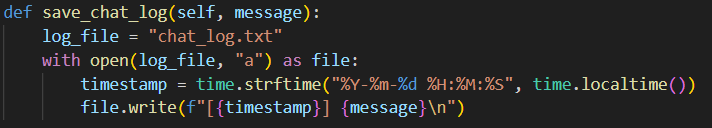 def save_chat_log(self, message):
    log_file = "chat_log.txt"
    with open(log_file, "a") as file:
        timestamp = time.strftime("%Y-%m-%d %H:%M:%S", time.localtime())
        file.write(f"[{timestamp}] {message}\n")